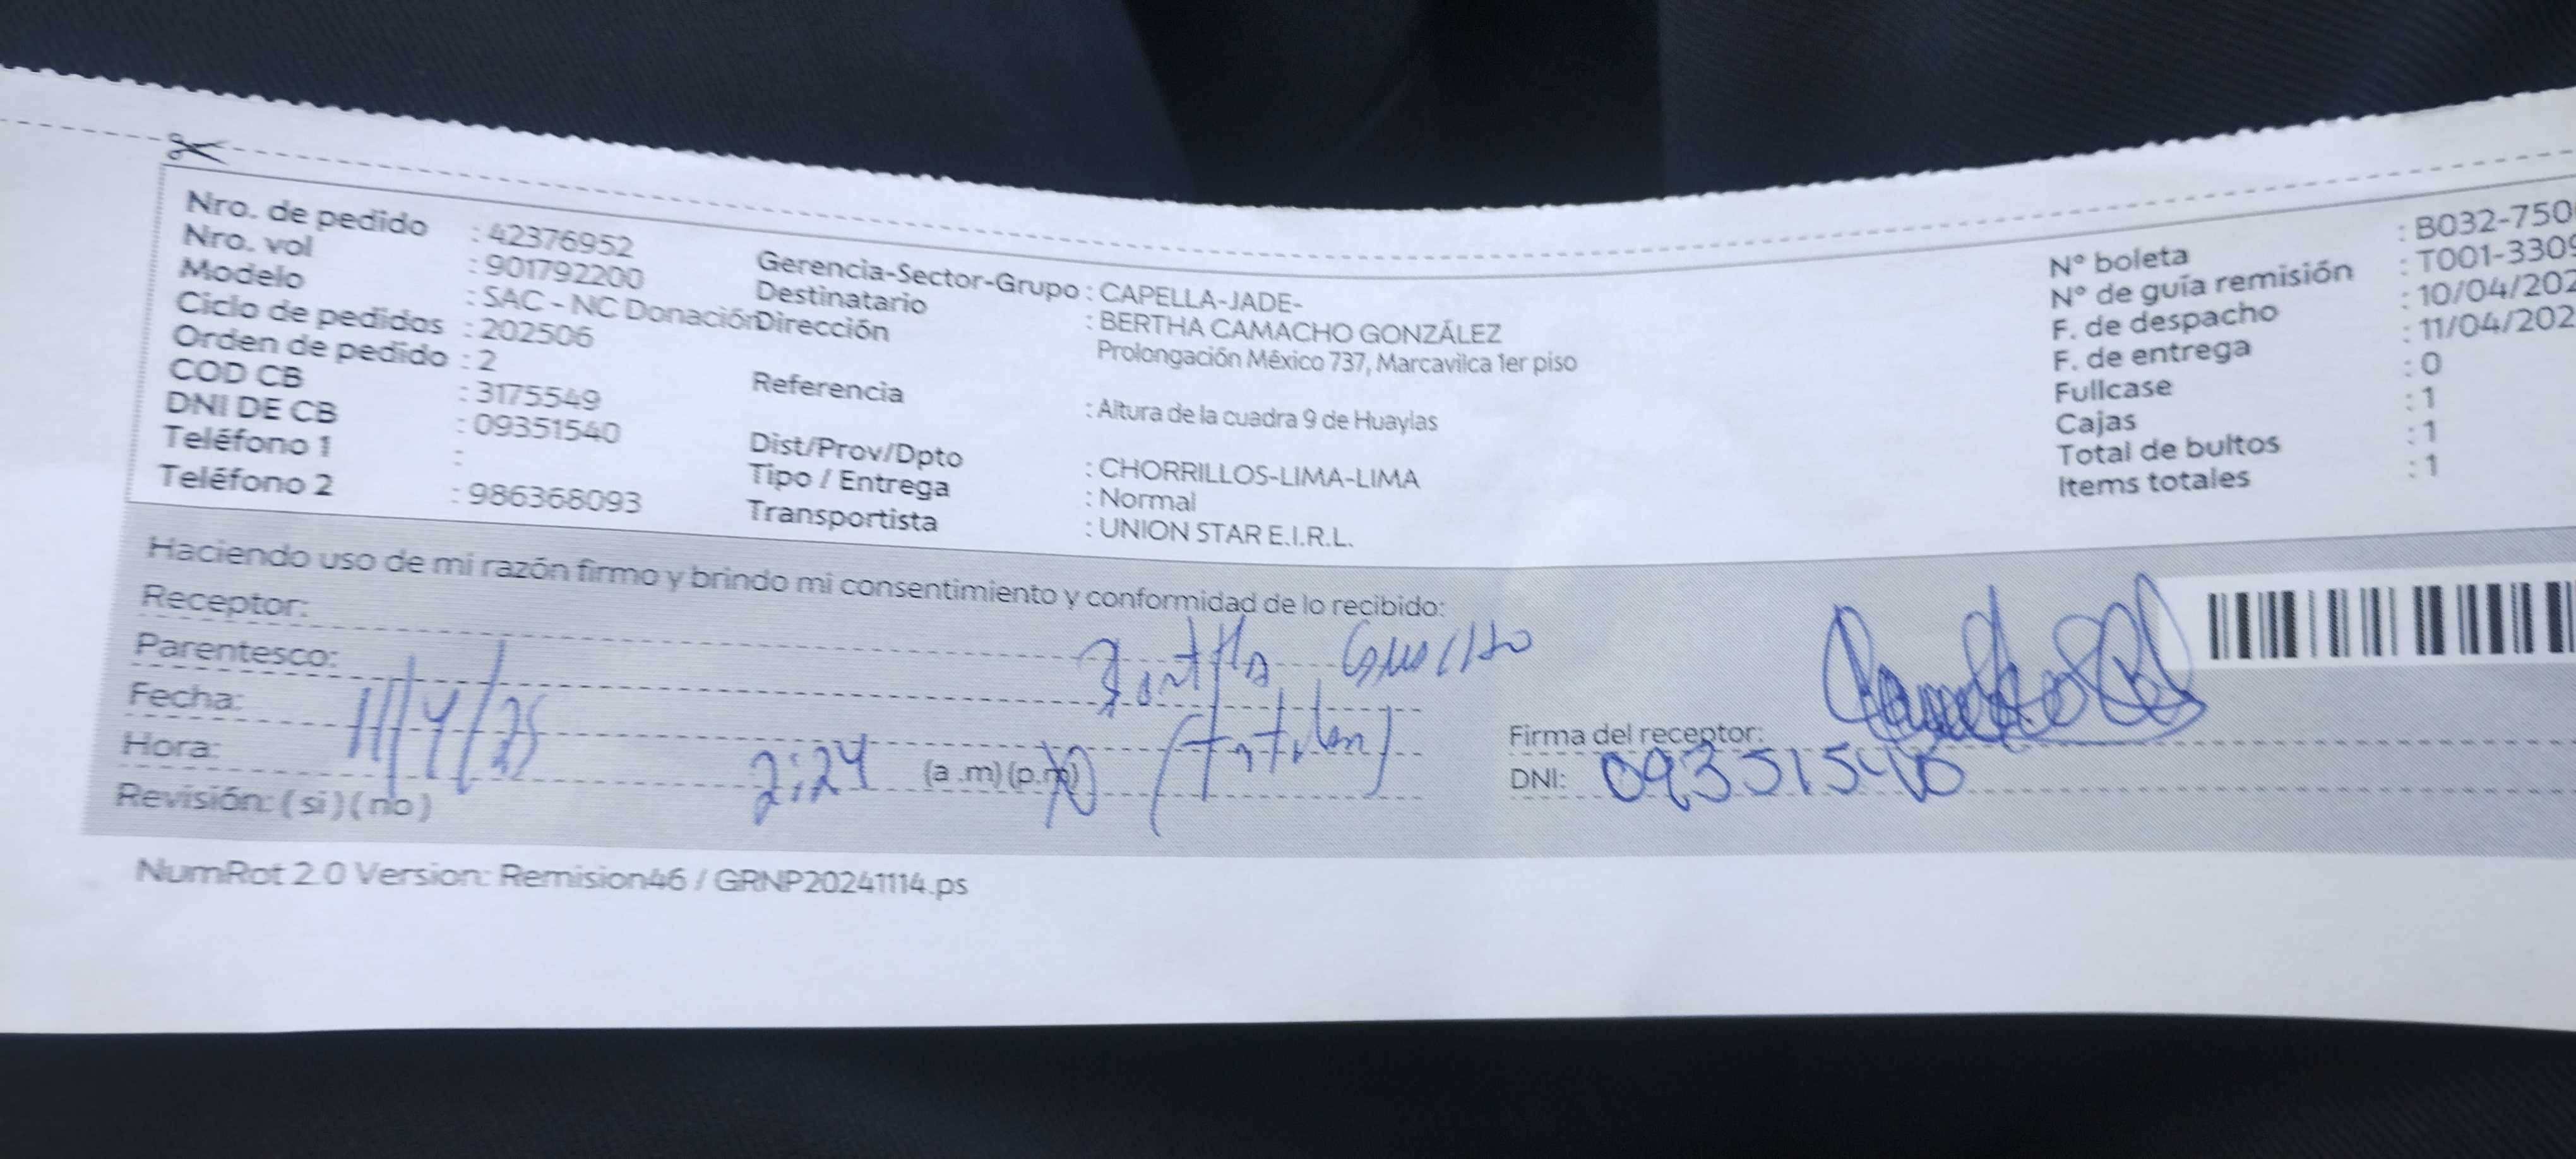 Nro. de pedido : 42376952
Nro. vol : 901792200
Modelo : SAC - NC Donación
Ciclo de pedidos : 202506
Orden de pedido : 2
COD CB : 3175549
DNI DE CB : 09351540
Teléfono 1 :
Teléfono 2 : 986368093
Gerencia-Sector-Grupo : CAPELLA-JADE-
Destinatario : BERTHA CAMACHO GONZÁLEZ
Dirección Prolongación México 737, Marcavilca 1er piso
Referencia : Altura de la cuadra 9 de Huaylas
Dist/Prov/Dpto : CHORRILLOS-LIMA-LIMA
Tipo / Entrega : Normal
Transportista : UNION STAR E.I.R.L.
N° boleta : B032-750
N° de guía remisión : T001-3309
F. de despacho : 10/04/202
F. de entrega : 11/04/202
Fullcase : 0
Cajas : 1
Total de bultos : 1
Items totales : 1
Haciendo uso de mi razón firmo y brindo mi consentimiento y conformidad de lo recibido:
Receptor:
Parentesco:
Fecha: 11/4/25
Hora: 2:24 (a.m) (p.m)
Revisión: ( si ) ( no )
Firma del receptor:
DNI: 09351540
NumRot 2.0 Version: Remision46 / GRNP20241114.ps